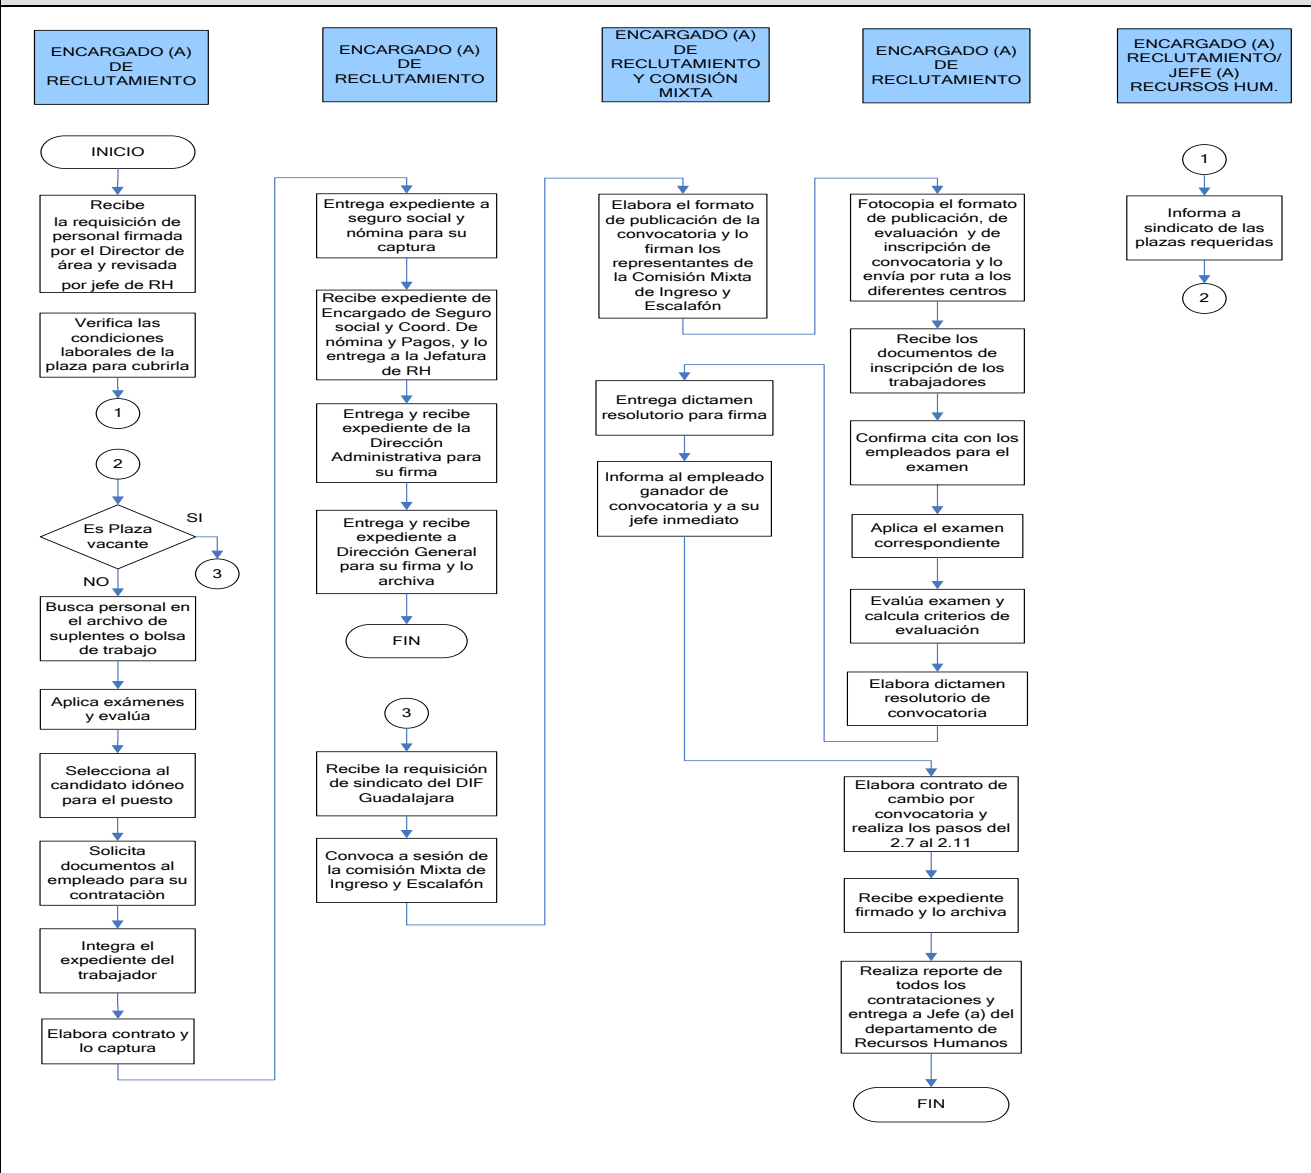 ENCARGADO (A)
DE
RECLUTAMIENTO
ENCARGADO (A)
DE
RECLUTAMIENTO
ENCARGADO (A)
DE
RECLUTAMIENTO
Y COMISIÓN
MIXTA
ENCARGADO (A)
DE
RECLUTAMIENTO
ENCARGADO (A)
RECLUTAMIENTO/
JEFE (A)
RECURSOS HUM.
INICIO
Recibe
la requisición de
personal firmada
por el Director de
área y revisada
por jefe de RH
Verifica las
condiciones
laborales de la
plaza para cubrirla
1
2
Es Plaza
vacante
SI
3
NO
Busca personal en
el archivo de
suplentes o bolsa
de trabajo
Aplica exámenes
y evalúa
Selecciona al
candidato idóneo
para el puesto
Solicita
documentos al
empleado para su
contrataciòn
Integra el
expediente del
trabajador
Elabora contrato y
lo captura
Entrega expediente a
seguro social y
nómina para su
captura
Recibe expediente de
Encargado de Seguro
social y Coord. De
nómina y Pagos, y lo
entrega a la Jefatura
de RH
Entrega y recibe
expediente de la
Dirección
Administrativa para
su firma
Entrega y recibe
expediente a
Dirección General
para su firma y lo
archiva
FIN
3
Recibe la requisición
de sindicato del DIF
Guadalajara
Convoca a sesión de
la comisión Mixta de
Ingreso y Escalafón
Elabora el formato
de publicación de la
convocatoria y lo
firman los
representantes de
la Comisión Mixta
de Ingreso y
Escalafón
Entrega dictamen
resolutorio para firma
Informa al empleado
ganador de
convocatoria y a su
jefe inmediato
Fotocopia el formato
de publicación, de
evaluación y de
inscripción de
convocatoria y lo
envía por ruta a los
diferentes centros
Recibe los
documentos de
inscripción de los
trabajadores
Confirma cita con los
empleados para el
examen
Aplica el examen
correspondiente
Evalúa examen y
calcula criterios de
evaluación
Elabora dictamen
resolutorio de
convocatoria
Elabora contrato de
cambio por
convocatoria y
realiza los pasos del
2.7 al 2.11
Recibe expediente
firmado y lo archiva
Realiza reporte de
todos los
contrataciones y
entrega a Jefe (a) del
departamento de
Recursos Humanos
FIN
1
Informa a
sindicato de las
plazas requeridas
2